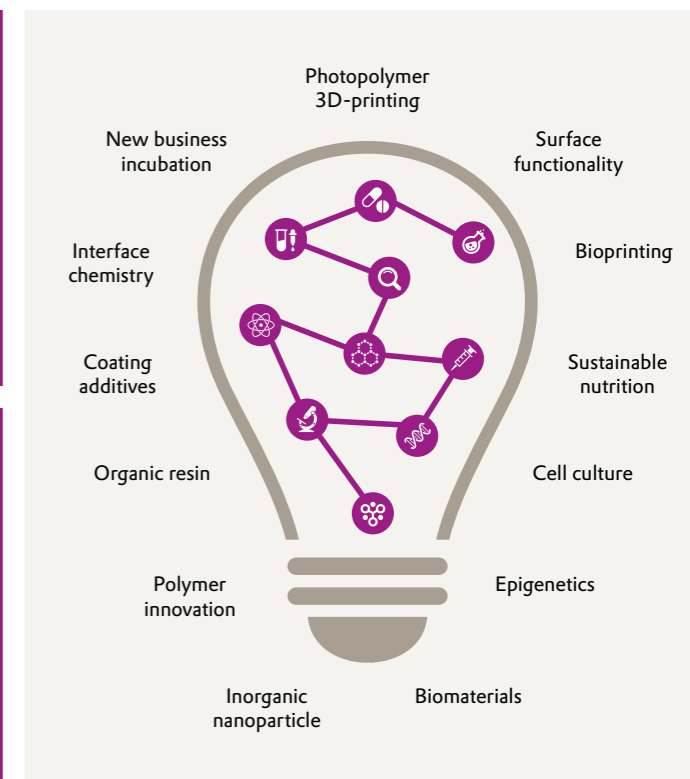 Photopolymer
3D-printing
New business
incubation
Surface
functionality
Interface
chemistry
Bioprinting
Coating
additives
Sustainable
nutrition
Organic resin
Cell culture
Polymer
innovation
Epigenetics
Inorganic
nanoparticle
Biomaterials